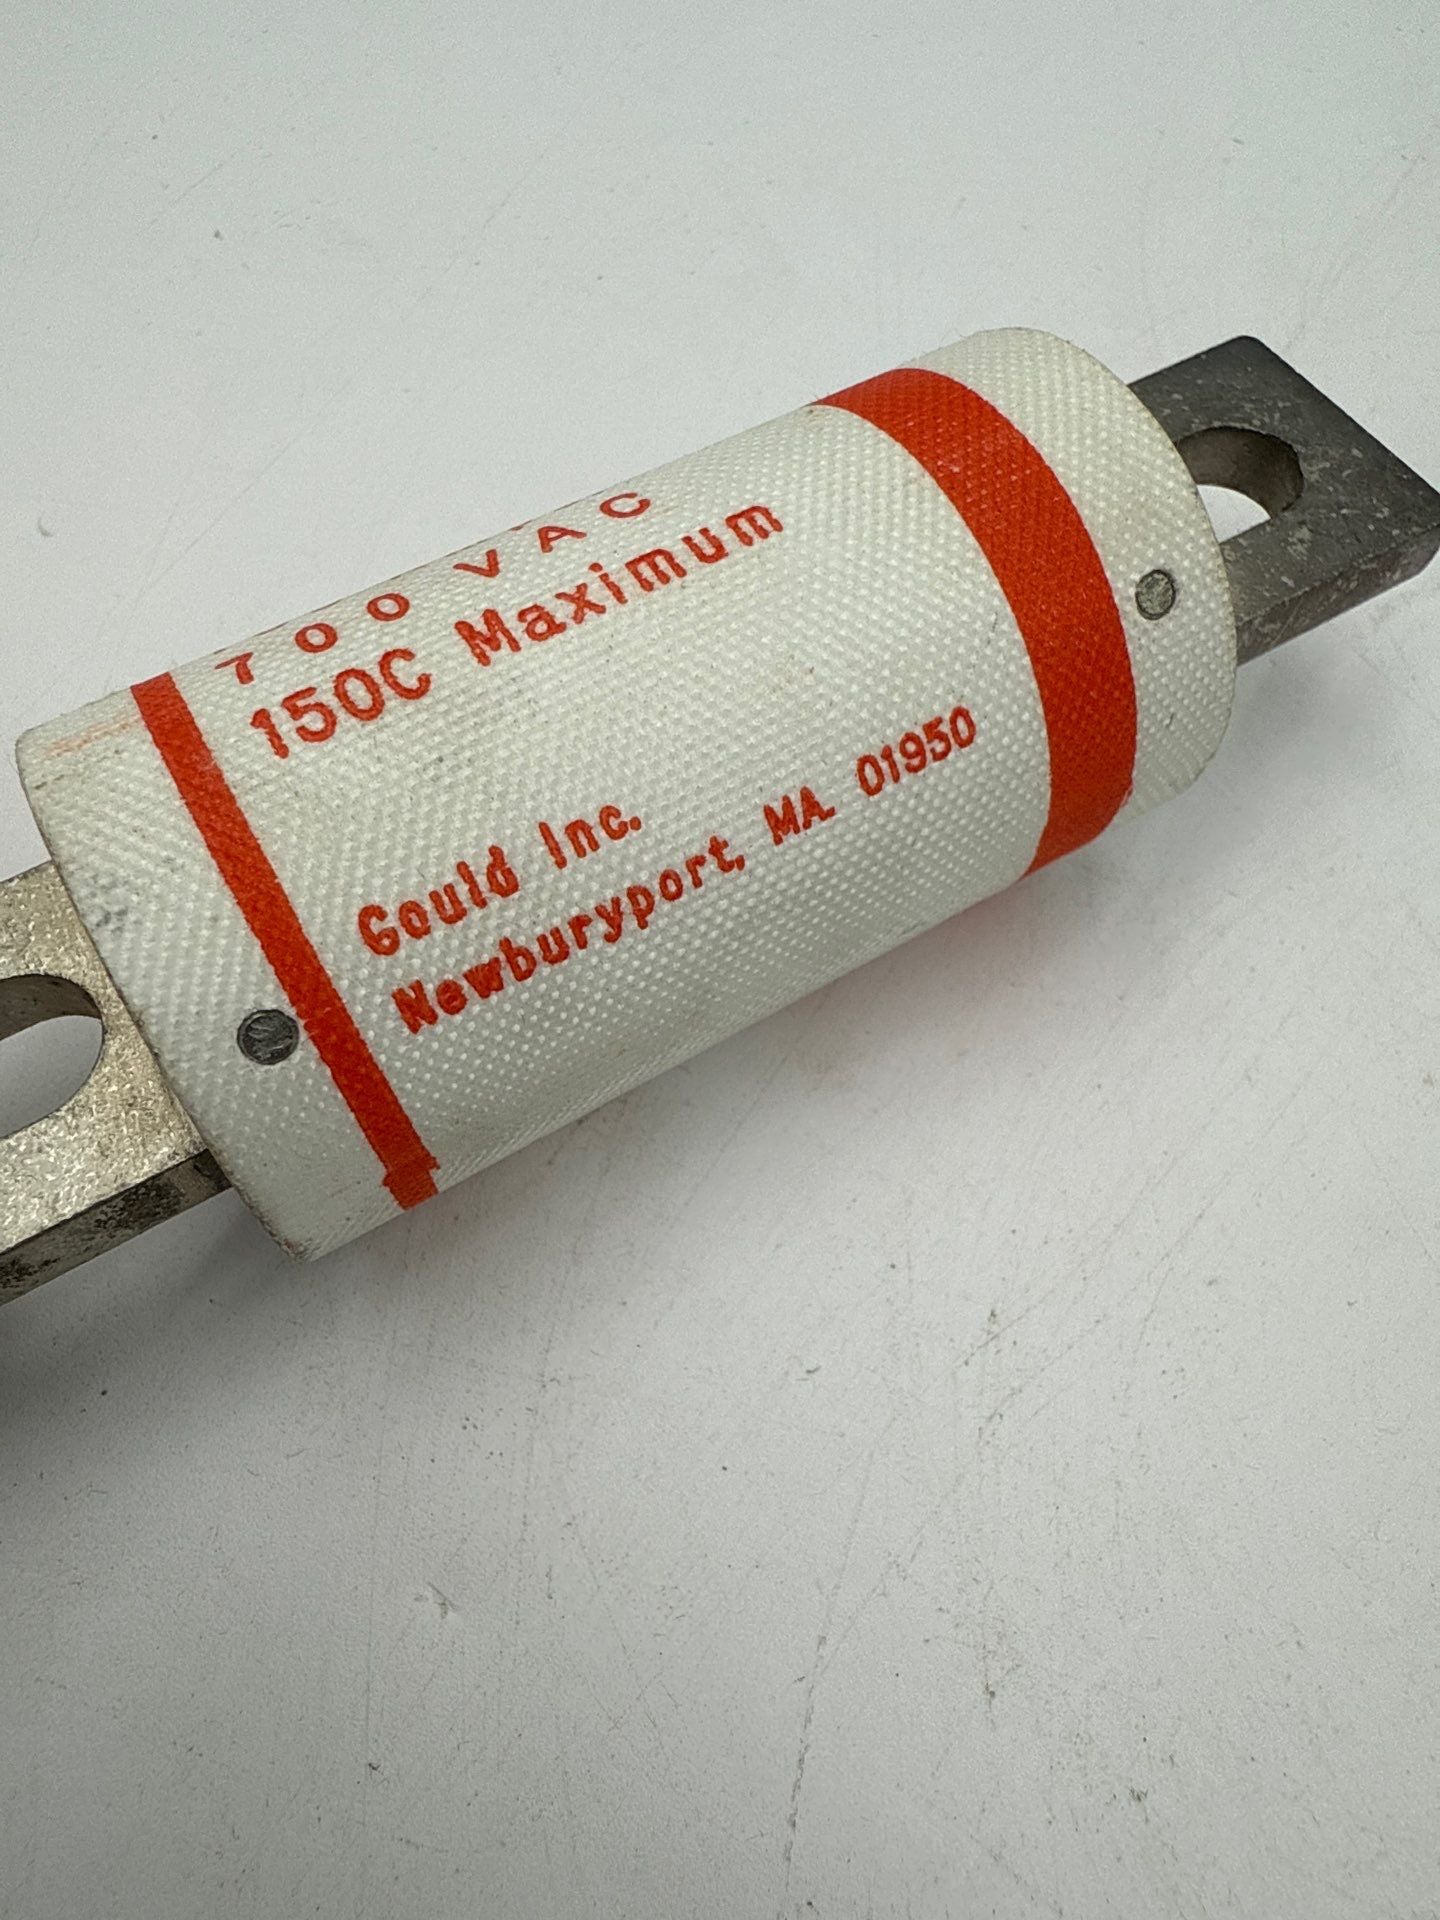 700 VAC
150C Maximum
Gould Inc.
Newburyport, MA. 01950